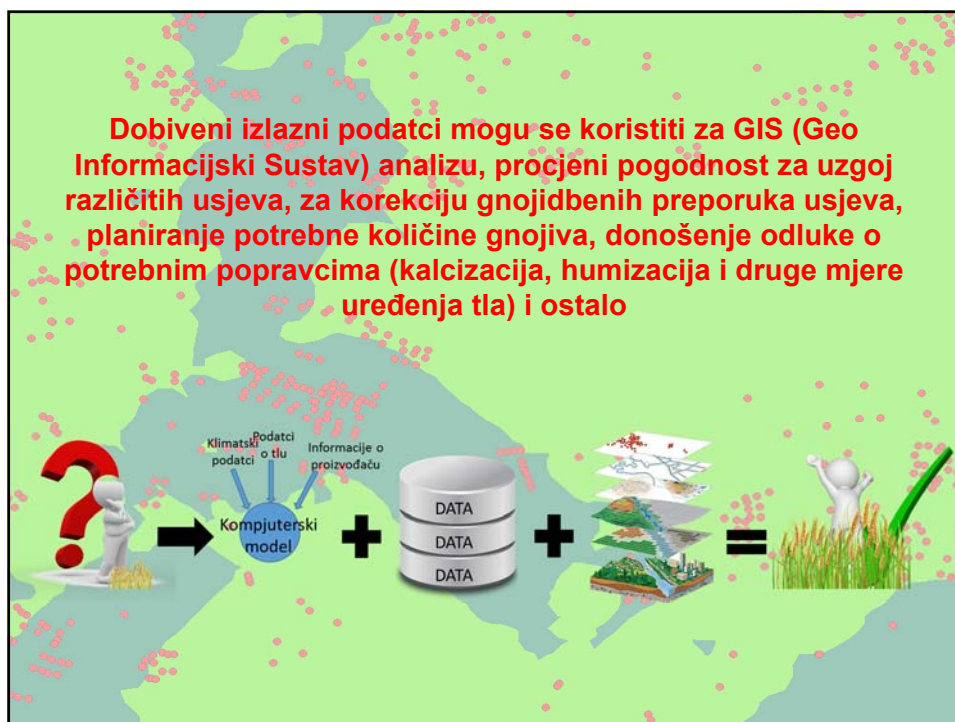 Dobiveni izlazni podatci mogu se koristiti za GIS (Geo
Informacijski Sustav) analizu, procjeni pogodnost za uzgoj
različitih usjeva, za korekciju gnojidbenih preporuka usjeva,
planiranje potrebne količine gnojiva, donošenje odluke o
potrebnim popravcima (kalcizacija, humizacija i druge mjere
uređenja tla) i ostalo
Klimatski
podatci
Podatci
o tlu
Informacije o
proizvođaču
Kompjuterski
model
DATA
DATA
DATA